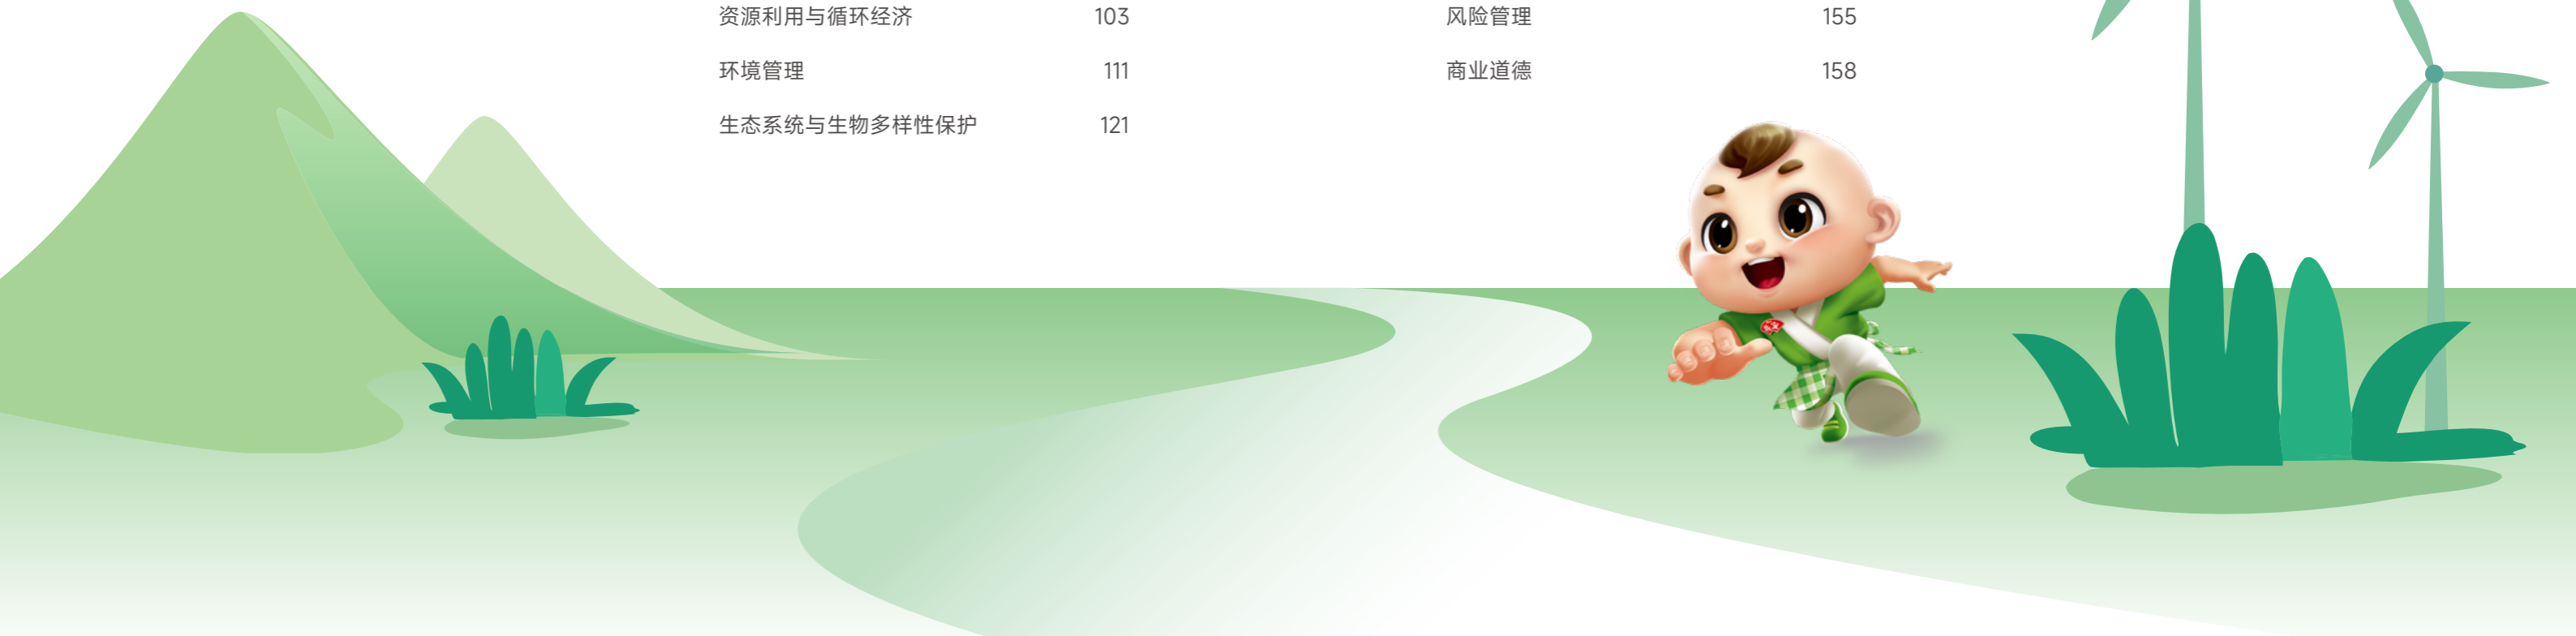 资源利用与循环经济 103
环境管理 111
生态系统与生物多样性保护 121
风险管理 155
商业道德 158